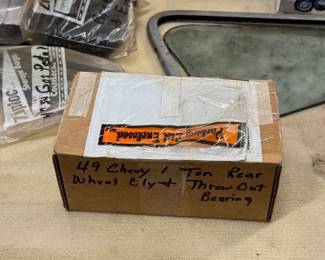 Packing List Enclosed
49 Chevy 1 Ton Rear
Wheel Cly + Throw Out
Bearing